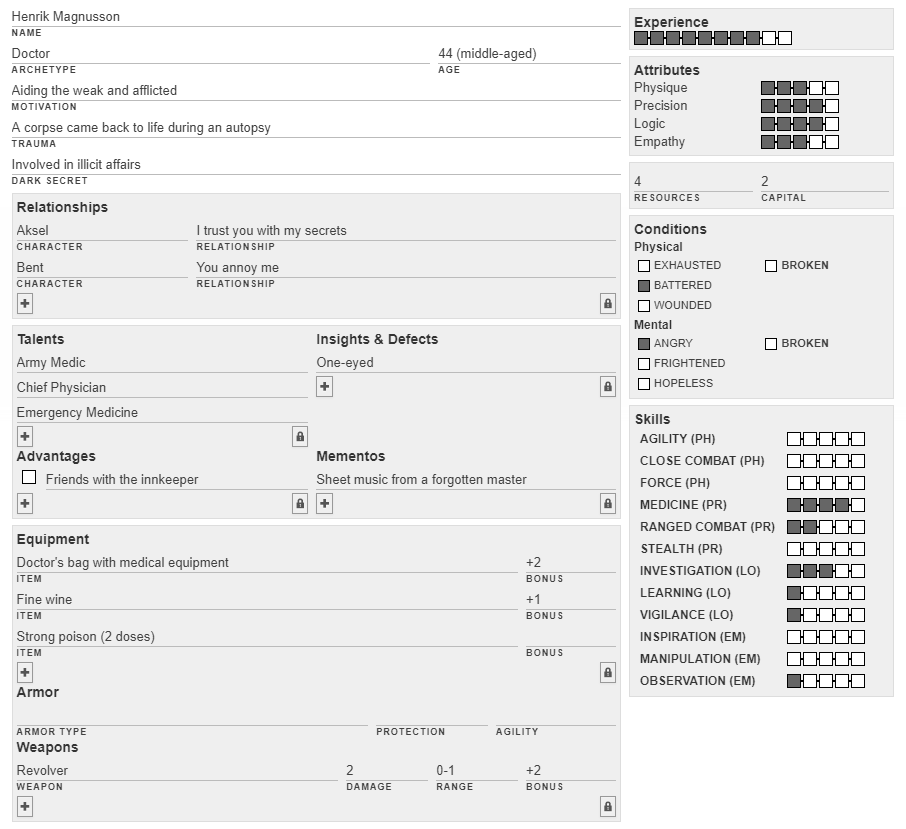 Henrik Magnusson
NAME
Doctor
44 (middle-aged)
ARCHETYPE
AGE
Aiding the weak and afflicted
MOTIVATION
A corpse came back to life during an autopsy
TRAUMA
Involved in illicit affairs
DARK SECRET
Relationships
Aksel
I trust you with my secrets
CHARACTER
RELATIONSHIP
Bent
You annoy me
CHARACTER
RELATIONSHIP
Talents
Army Medic
Chief Physician
Emergency Medicine
Insights & Defects
One-eyed
Advantages
Friends with the innkeeper
Mementos
Sheet music from a forgotten master
Equipment
Doctor's bag with medical equipment
+2
ITEM
BONUS
Fine wine
+1
ITEM
BONUS
Strong poison (2 doses)
ITEM
BONUS
Armor
ARMOR TYPE
PROTECTION
AGILITY
Weapons
Revolver
2
0-1
+2
WEAPON
DAMAGE
RANGE
BONUS
Experience
Attributes
Physique
Precision
Logic
Empathy
4
2
RESOURCES
CAPITAL
Conditions
Physical
EXHAUSTED
BROKEN
BATTERED
WOUNDED
Mental
ANGRY
BROKEN
FRIGHTENED
HOPELESS
Skills
AGILITY (PH)
CLOSE COMBAT (PH)
FORCE (PH)
MEDICINE (PR)
RANGED COMBAT (PR)
STEALTH (PR)
INVESTIGATION (LO)
LEARNING (LO)
VIGILANCE (LO)
INSPIRATION (EM)
MANIPULATION (EM)
OBSERVATION (EM)